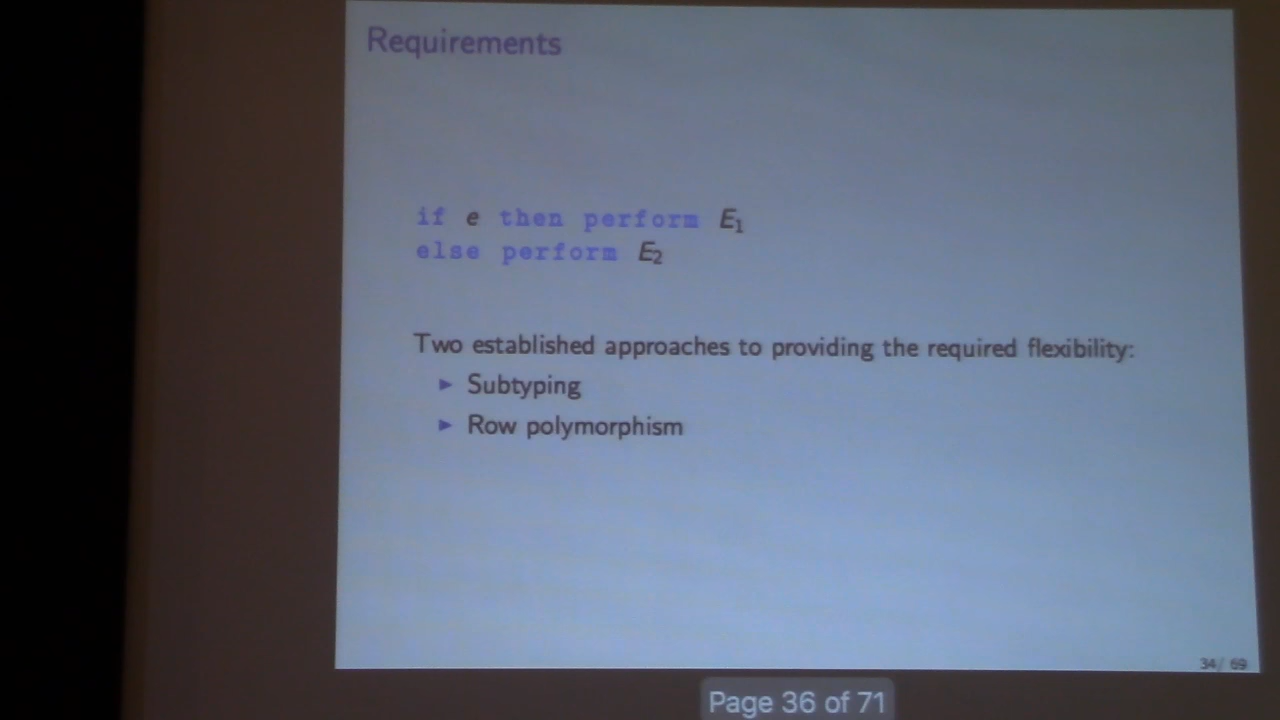 Requirements
if e then perform E₁
else perform E₂
Two established approaches to providing the required flexibility:
▶ Subtyping
▶ Row polymorphism
34/ 69
Page 36 of 71